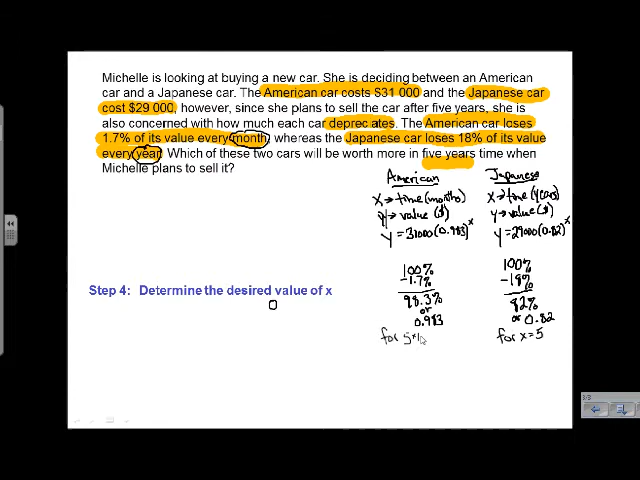 Michelle is looking at buying a new car. She is deciding between an American
car and a Japanese car. The American car costs $31 000 and the Japanese car
cost $29 000, however, since she plans to sell the car after five years, she is
also concerned with how much each car depreciates. The American car loses
1.7% of its value every month, whereas the Japanese car loses 18% of its value
every year. Which of these two cars will be worth more in five years time when
Michelle plans to sell it?
American
X → time (months)
y → value ($)
y = 31000(0.983)^x
100%
-1.7%
98.3%
or
0.983
for 5×1
Japanese
X → time (years)
y → value ($)
y = 29000(0.82)^x
100%
-18%
82%
or 0.82
for x = 5
Step 4: Determine the desired value of x
3/3